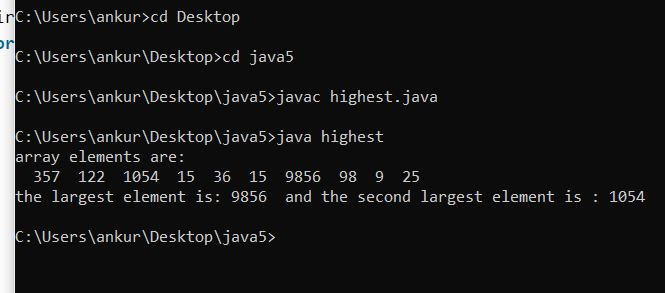 ir
C:\Users\ankur>cd Desktop
or
C:\Users\ankur\Desktop>cd java5
C:\Users\ankur\Desktop\java5>javac highest.java
C:\Users\ankur\Desktop\java5>java highest
array elements are:
  357  122  1054  15  36  15  9856  98  9  25
the largest element is: 9856  and the second largest element is : 1054
C:\Users\ankur\Desktop\java5>